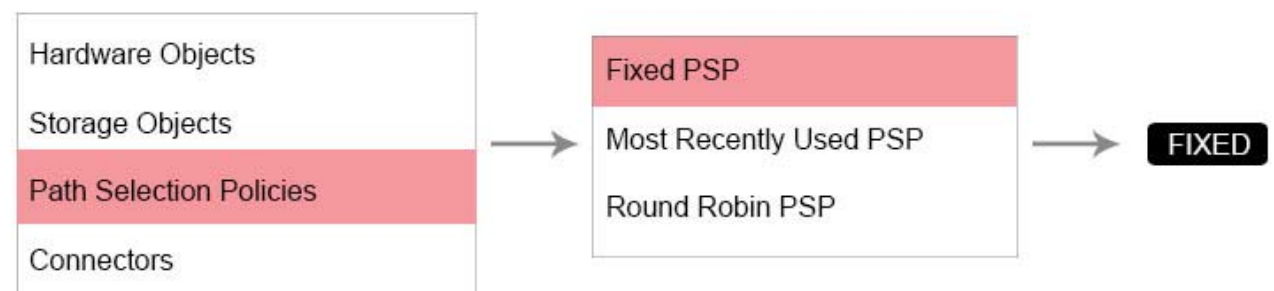 Hardware Objects
Storage Objects
Path Selection Policies
Connectors
Fixed PSP
Most Recently Used PSP
Round Robin PSP
FIXED